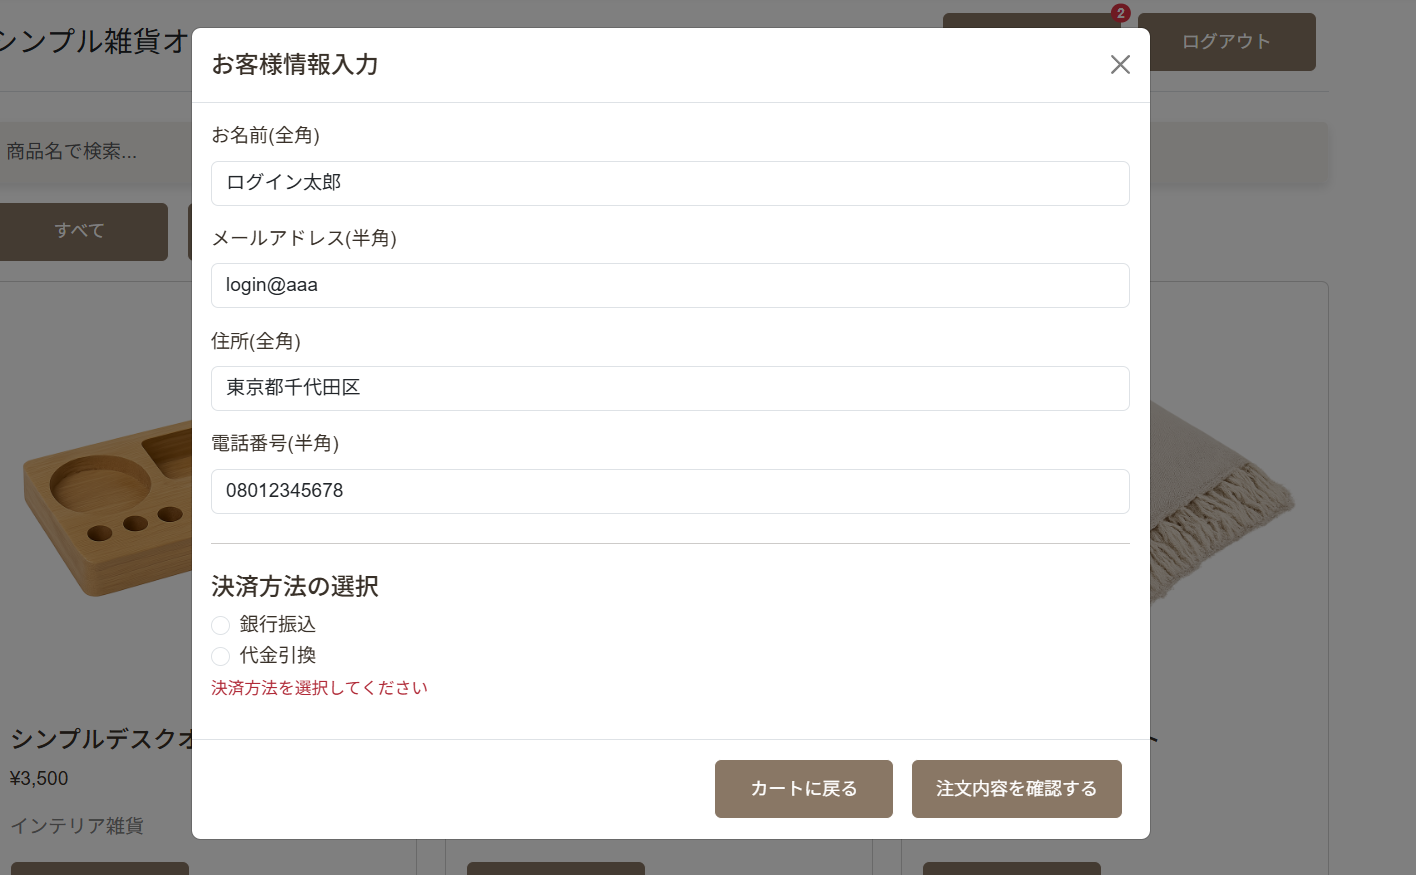 シンプル雑貨オ
2
ログアウト
お客様情報入力
お名前(全角)
ログイン太郎
商品名で検索...
すべて
メールアドレス(半角)
login@aaa
住所(全角)
東京都千代田区
電話番号(半角)
08012345678
決済方法の選択
銀行振込
代金引換
決済方法を選択してください
シンプルデスクオ
ト
¥3,500
インテリア雑貨
カートに戻る
注文内容を確認する